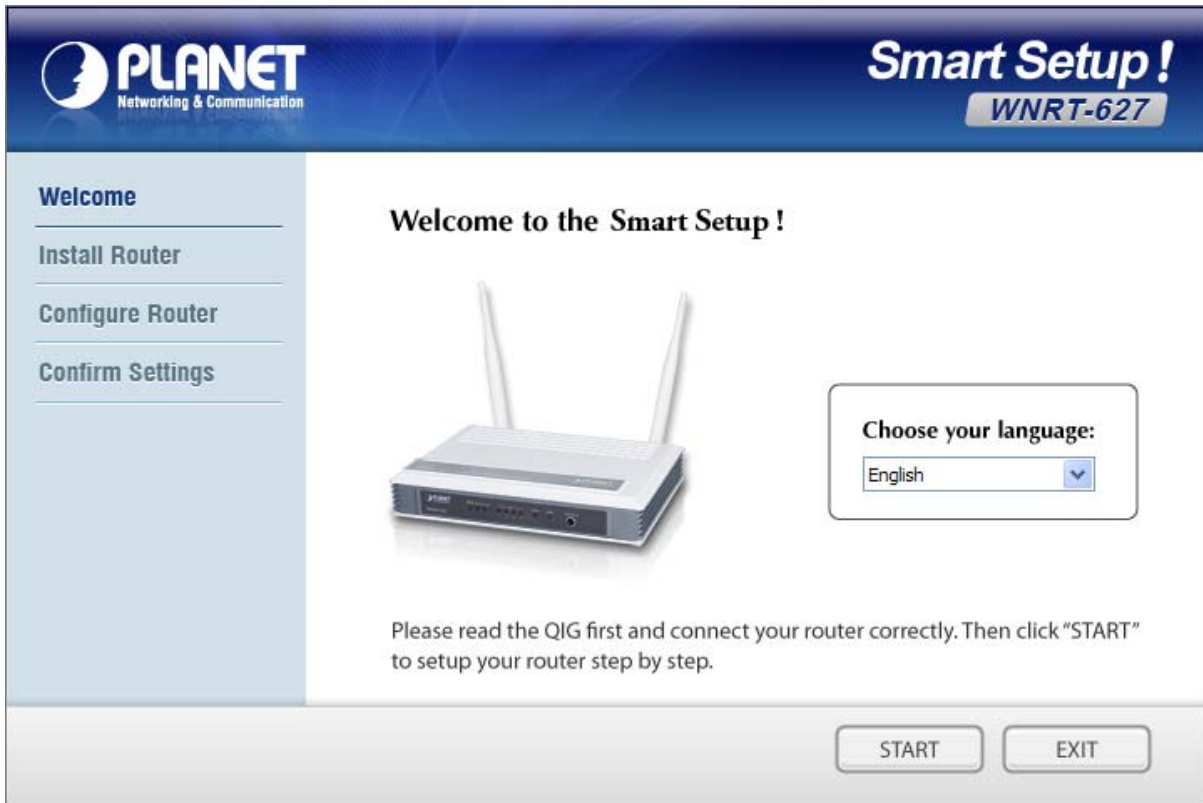 PLANET
Networking & Communication
Smart Setup !
WNRT-627
Welcome
Install Router
Configure Router
Confirm Settings
Welcome to the Smart Setup !
Choose your language:
English
PLANET
Please read the QIG first and connect your router correctly. Then click “START”
to setup your router step by step.
START
EXIT